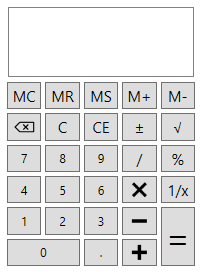 MC MR MS M+ M-
⌫ C CE ± √
7 8 9 / %
4 5 6 × 1/x
1 2 3 −
0 . + =